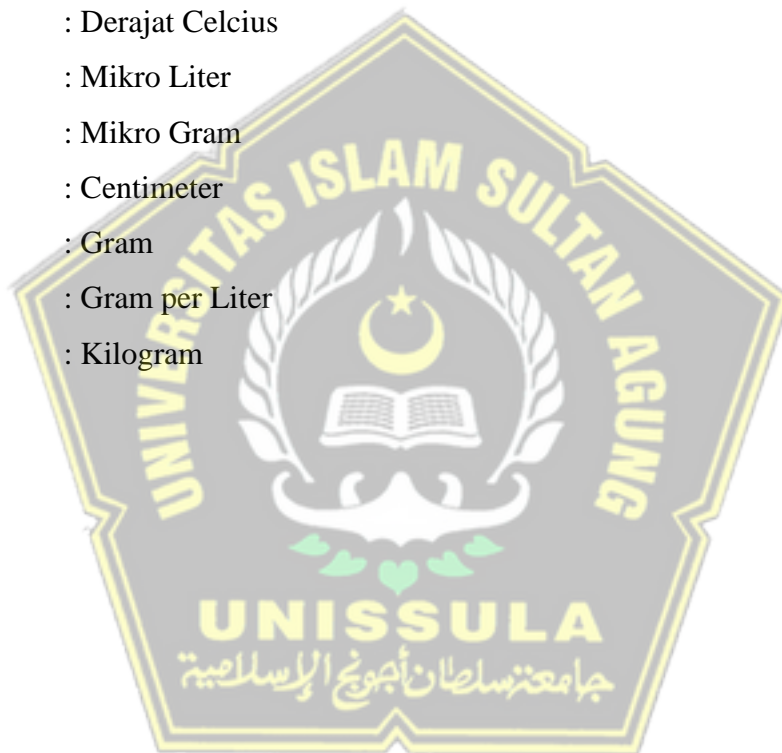 : Derajat Celcius
: Mikro Liter
: Mikro Gram
: Centimeter
: Gram
: Gram per Liter
: Kilogram
UNIVERSITAS ISLAM SULTAN AGUNG
UNISSULA
جامعة سلطان أجونج الإسلامية